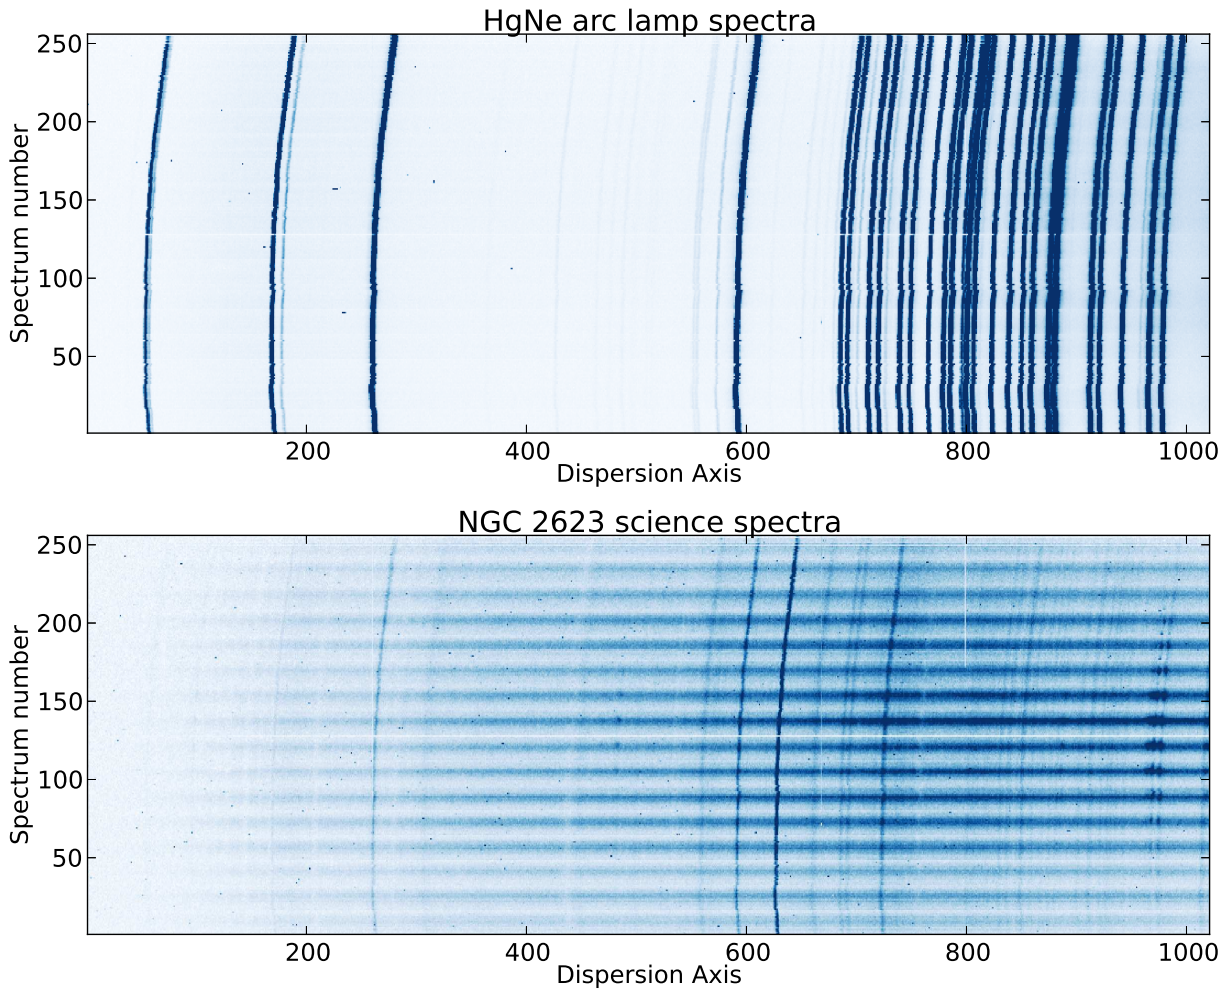 HgNe arc lamp spectra
250
200
150
100
50
Spectrum number
200 400 600 800 1000
Dispersion Axis
NGC 2623 science spectra
250
200
150
100
50
Spectrum number
200 400 600 800 1000
Dispersion Axis